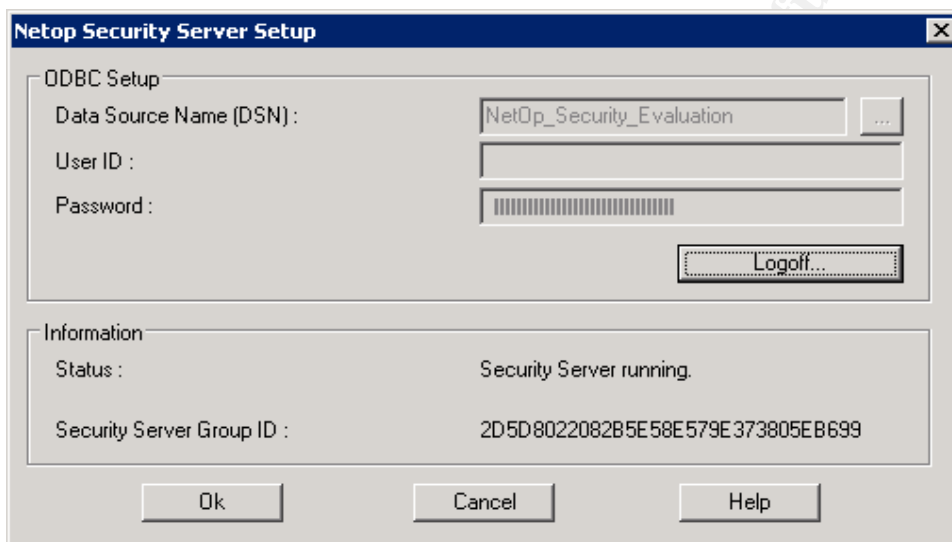 Netop Security Server Setup
ODBC Setup
Data Source Name (DSN) :
NetOp_Security_Evaluation
...
User ID :
Password :
Logoff...
Information
Status :
Security Server running.
Security Server Group ID :
2D5D8022082B5E58E579E373805EB699
Ok
Cancel
Help